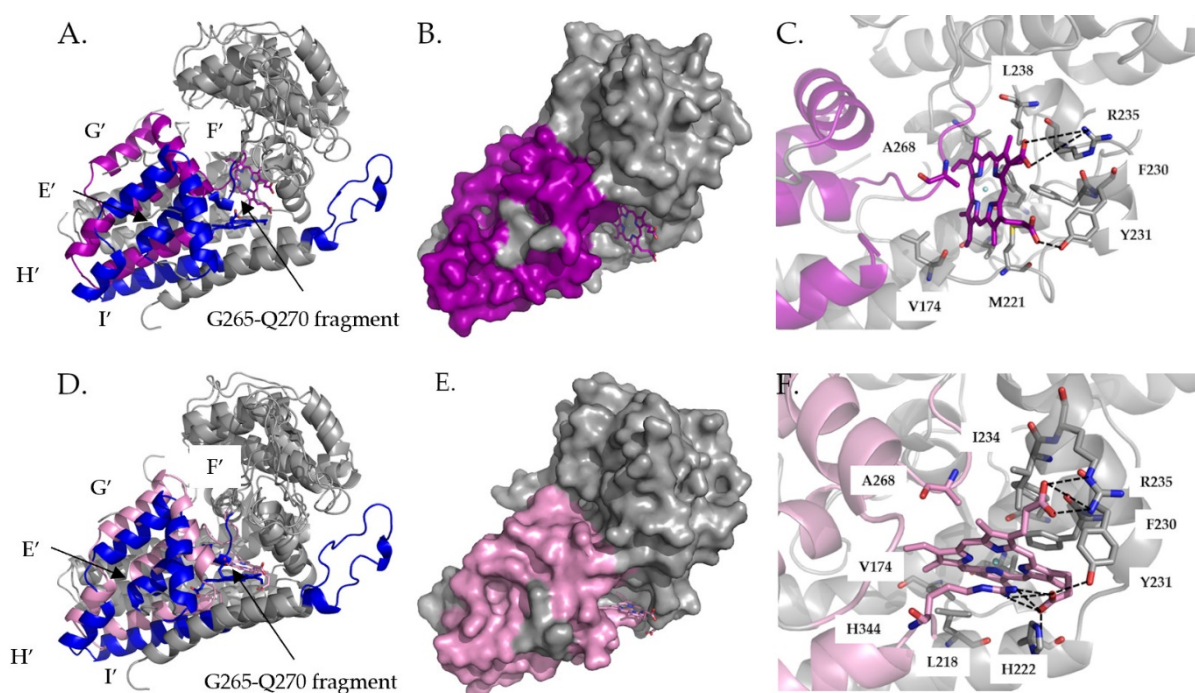 A.
G′
F′
E′
H′
I′
G265-Q270 fragment
B.
C.
L238
R235
A268
F230
Y231
V174
M221
D.
F′
G′
E′
H′
I′
G265-Q270 fragment
E.
F.
I234
A268
R235
F230
V174
Y231
H344
L218
H222